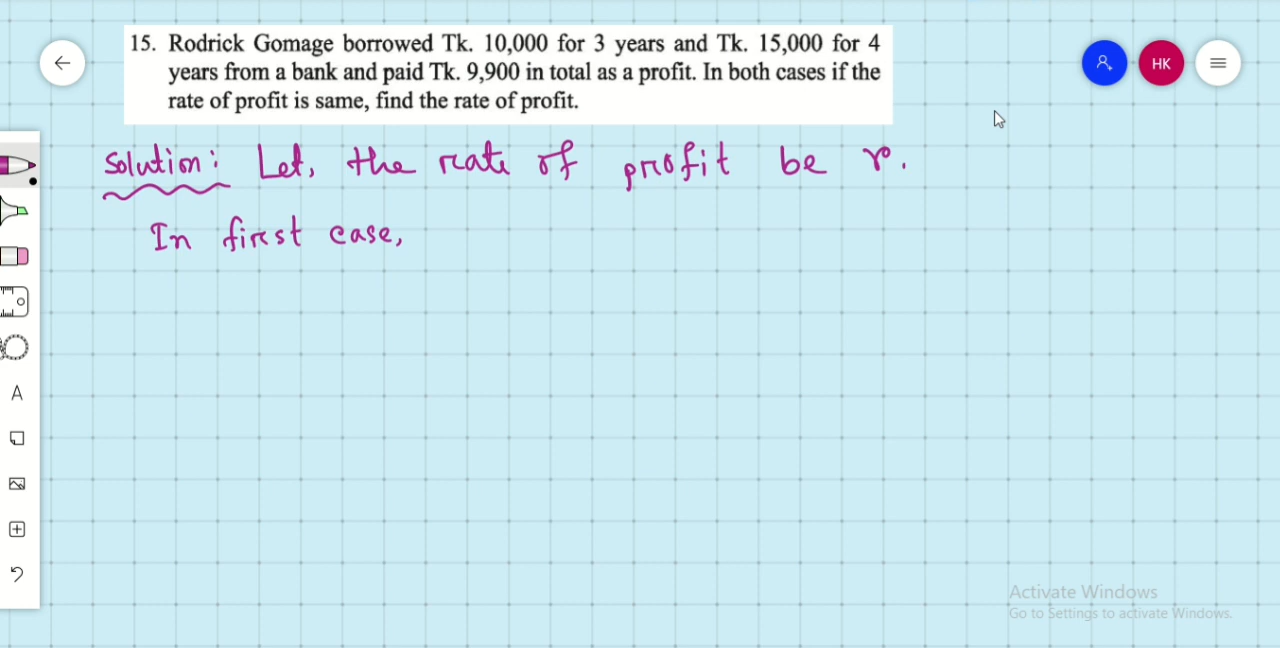 15. Rodrick Gomage borrowed Tk. 10,000 for 3 years and Tk. 15,000 for 4
years from a bank and paid Tk. 9,900 in total as a profit. In both cases if the
rate of profit is same, find the rate of profit.
HK
Solution: Let, the rate of profit be r.
In first case,
A
Activate Windows
Go to Settings to activate Windows.